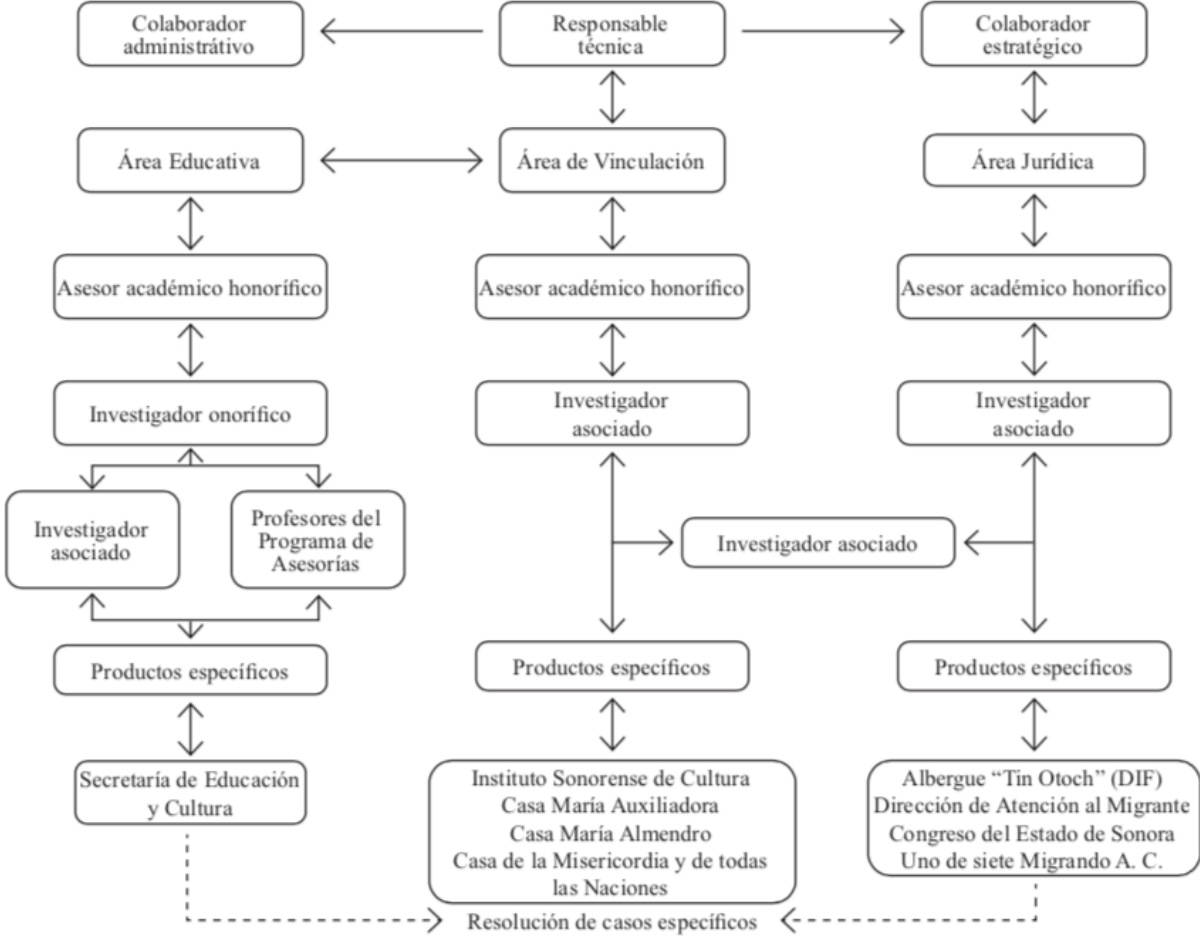 Colaborador
administrátivo
Responsable
técnica
Colaborador
estratégico
Área Educativa
Área de Vinculación
Área Jurídica
Asesor académico honorífico
Asesor académico honorífico
Asesor académico honorífico
Investigador onorífico
Investigador
asociado
Investigador
asociado
Investigador
asociado
Profesores del
Programa de
Asesorías
Investigador asociado
Productos específicos
Productos específicos
Productos específicos
Secretaría de Educación
y Cultura
Instituto Sonorense de Cultura
Casa María Auxiliadora
Casa María Almendro
Casa de la Misericordia y de todas
las Naciones
Albergue “Tin Otoch” (DIF)
Dirección de Atención al Migrante
Congreso del Estado de Sonora
Uno de siete Migrando A. C.
Resolución de casos específicos